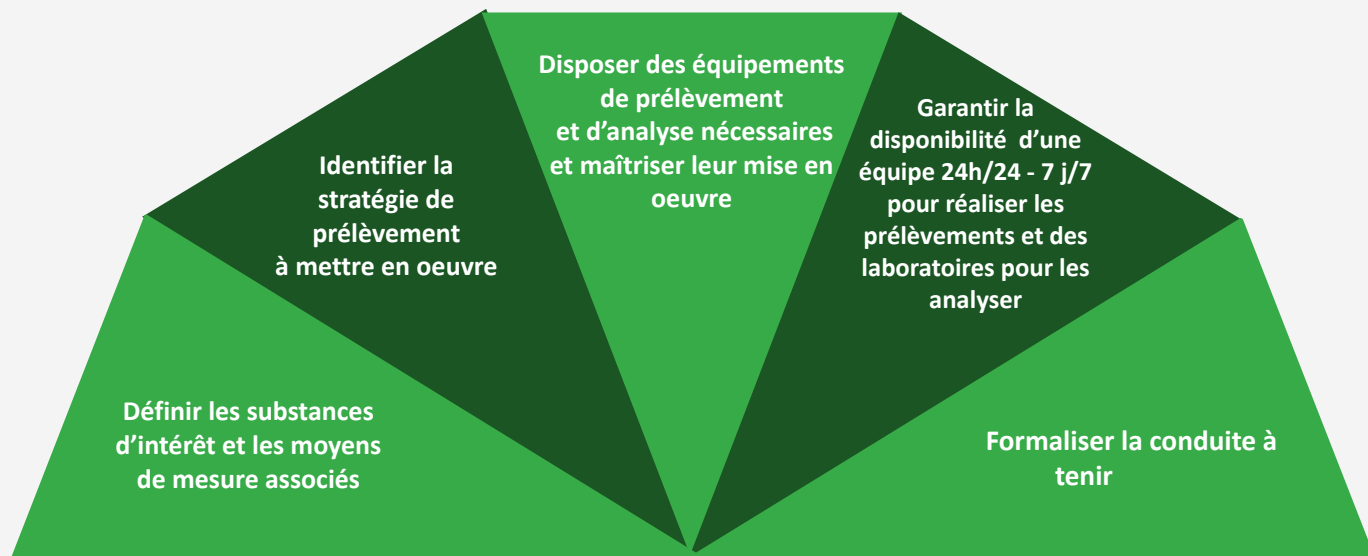 Définir les substances
d’intérêt et les moyens
de mesure associés
Identifier la
stratégie de
prélèvement
à mettre en oeuvre
Disposer des équipements
de prélèvement
et d’analyse nécessaires
et maîtriser leur mise en
oeuvre
Garantir la
disponibilité d’une
équipe 24h/24 - 7 j/7
pour réaliser les
prélèvements et des
laboratoires pour les
analyser
Formaliser la conduite à
tenir